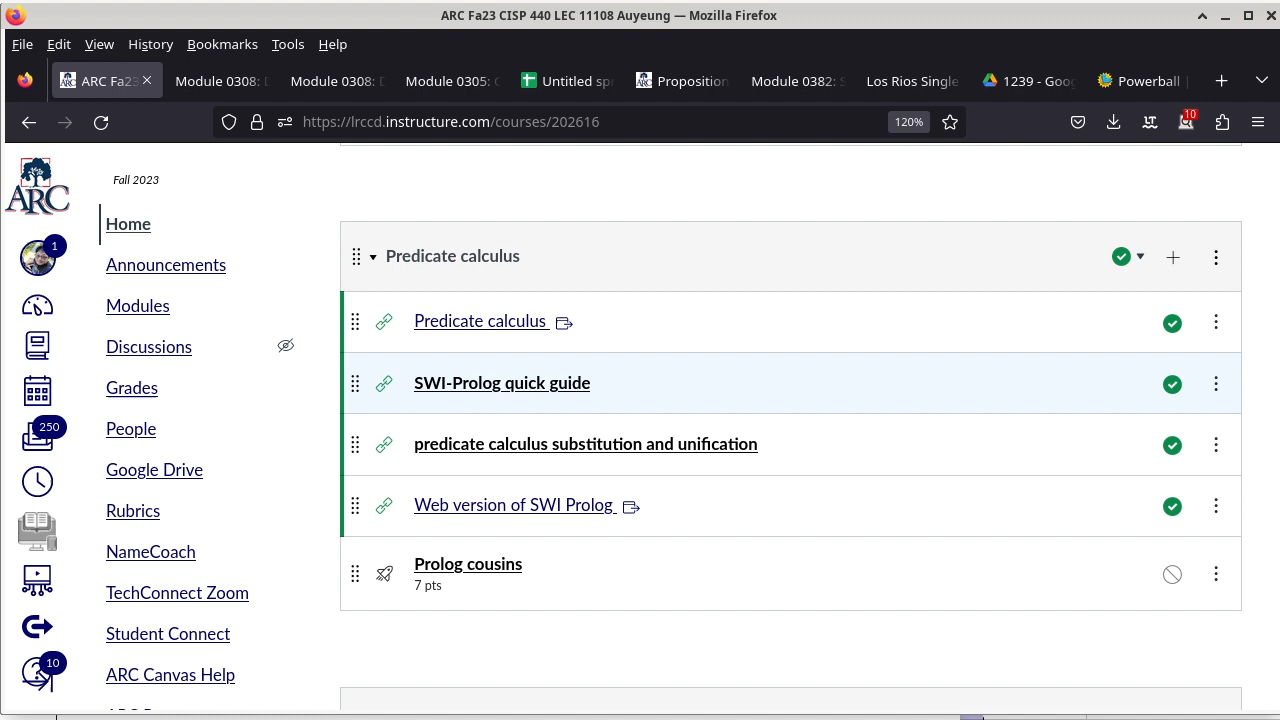 ARC Fa23 CISP 440 LEC 11108 Auyeung — Mozilla Firefox
File Edit View History Bookmarks Tools Help
ARC Fa23 Module 0308: Module 0308: Module 0305: Untitled Proposition Module 0382: Los Rios Single 1239 - Goo Powerball
https://lrccd.instructure.com/courses/202616 120% 10
ARC
Fall 2023
Home
1
Announcements
Modules
Discussions
Grades
People
250
Google Drive
Rubrics
NameCoach
TechConnect Zoom
Student Connect
10
ARC Canvas Help
Predicate calculus
Predicate calculus
SWI-Prolog quick guide
predicate calculus substitution and unification
Web version of SWI Prolog
Prolog cousins
7 pts